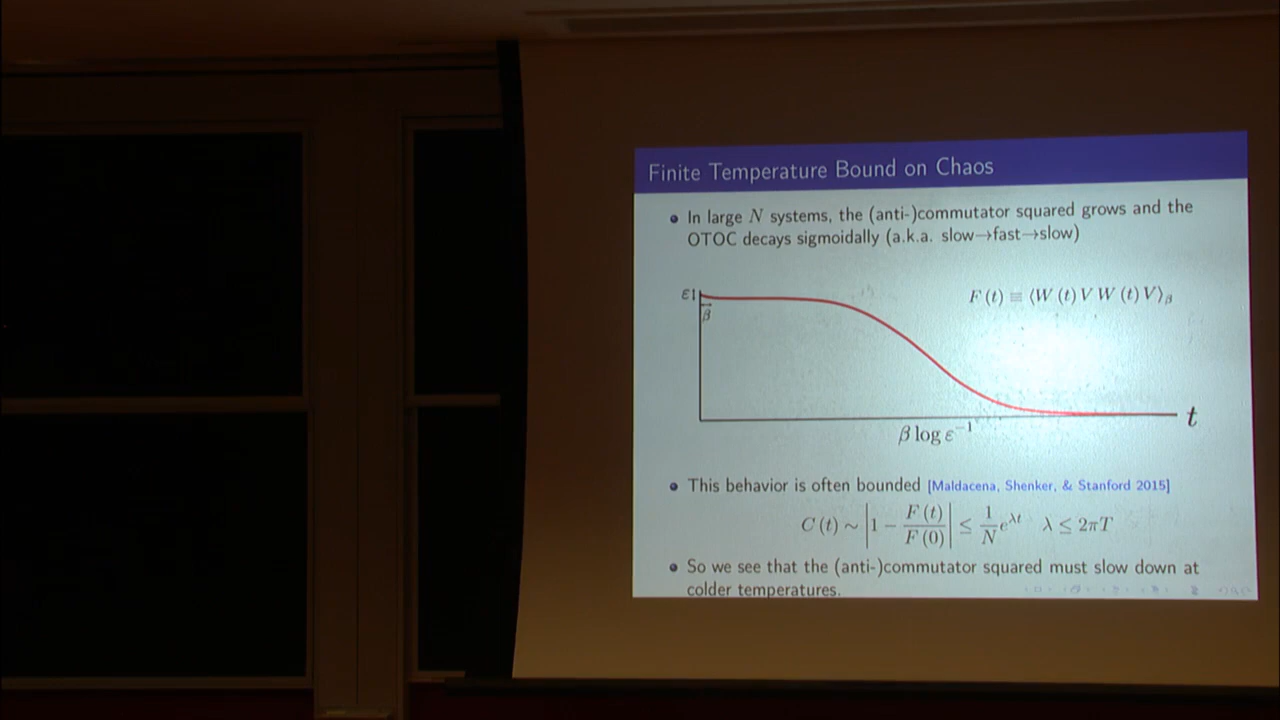 Finite Temperature Bound on Chaos
• In large N systems, the (anti-)commutator squared grows and the
OTOC decays sigmoidally (a.k.a. slow→fast→slow)
ε
β
F (t) ≡ ⟨W (t) V W (t) V⟩β
t
β log ε⁻¹
• This behavior is often bounded [Maldacena, Shenker, & Stanford 2015]
C (t) ∼ |1 − F (t)/F (0)| ≤ 1/N e^{λt} λ ≤ 2πT
• So we see that the (anti-)commutator squared must slow down at
colder temperatures.